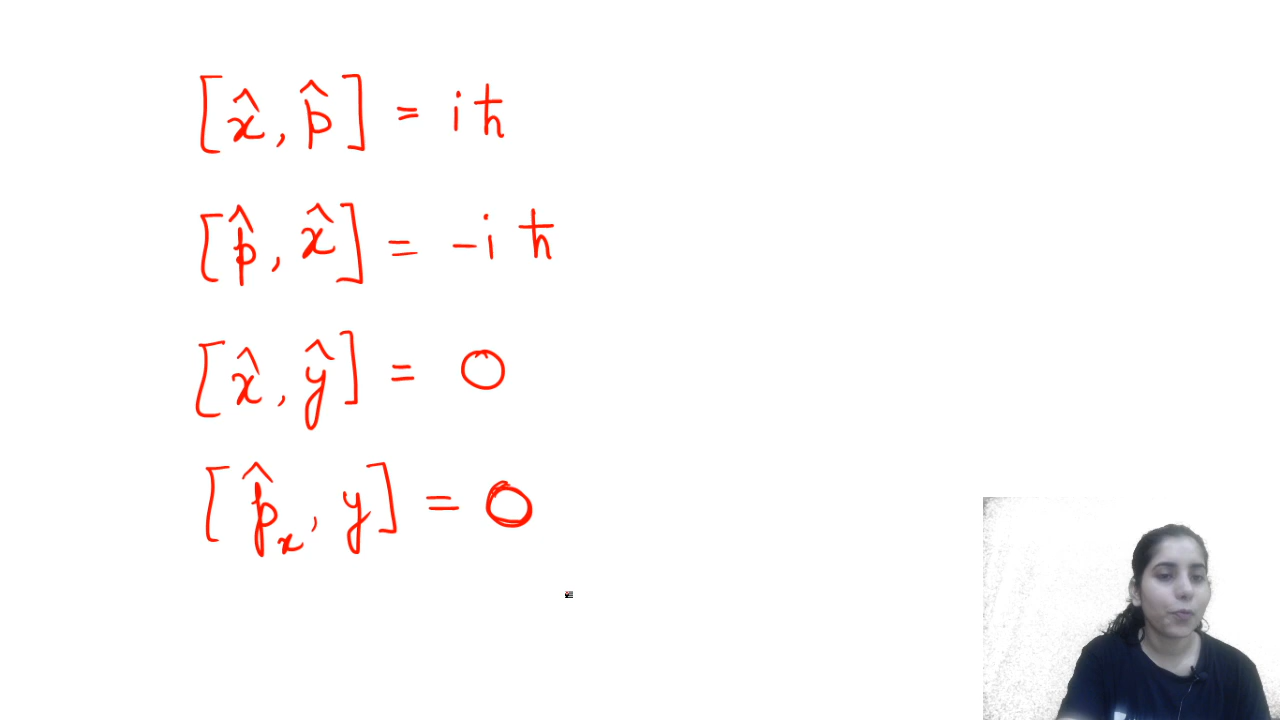 [x̂, p̂] = iħ
[p̂, x̂] = -iħ
[x̂, ŷ] = 0
[p̂ₓ, y] = 0